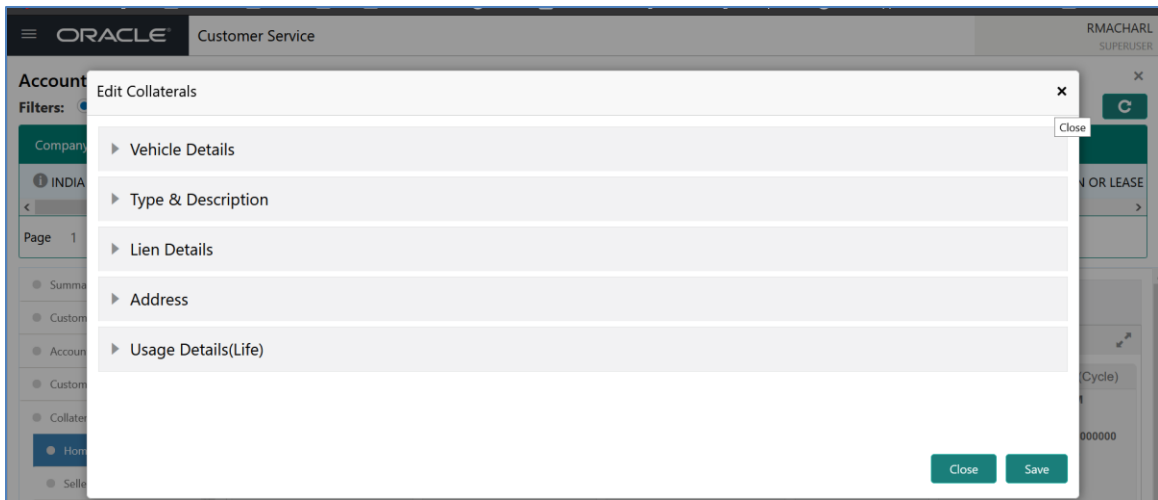 ORACLE Customer Service RMACHARL
SUPERUSER
Account
Filters:
Edit Collaterals
Close
Company
Vehicle Details
INDIA
N OR LEASE
Type & Description
Page 1
Lien Details
Summa
Address
Custom
Accoun
Usage Details(Life)
Custom
(Cycle)
Collater
000000
Hom
Close Save
Selle